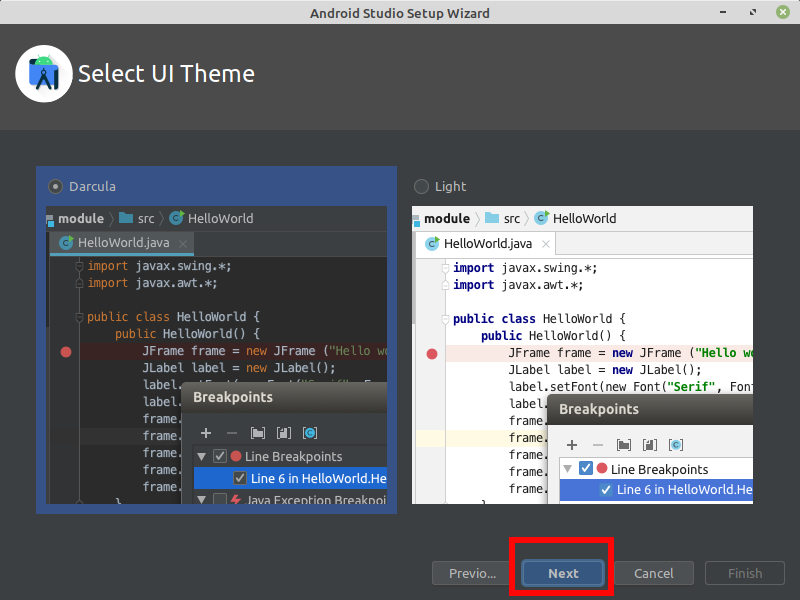 Android Studio Setup Wizard
Select UI Theme
Darcula
module src HelloWorld
HelloWorld.java
import javax.swing.*;
import javax.awt.*;
public class HelloWorld {
public HelloWorld() {
JFrame frame = new JFrame ("Hello wo
JLabel label = new JLabel();
label.setFont(new Font("Serif", Fo
label.
frame.
frame.
frame.
frame.
frame.
}
Breakpoints
Line Breakpoints
Line 6 in HelloWorld.He
Java Exception Breakpoi
Light
module src HelloWorld
HelloWorld.java
import javax.swing.*;
import javax.awt.*;
public class HelloWorld {
public HelloWorld() {
JFrame frame = new JFrame ("Hello wo
JLabel label = new JLabel();
label.setFont(new Font("Serif", Font
label.
frame.
frame.
frame.
frame.
frame.
}
Breakpoints
Line Breakpoints
Line 6 in HelloWorld.He
Previo... Next Cancel Finish